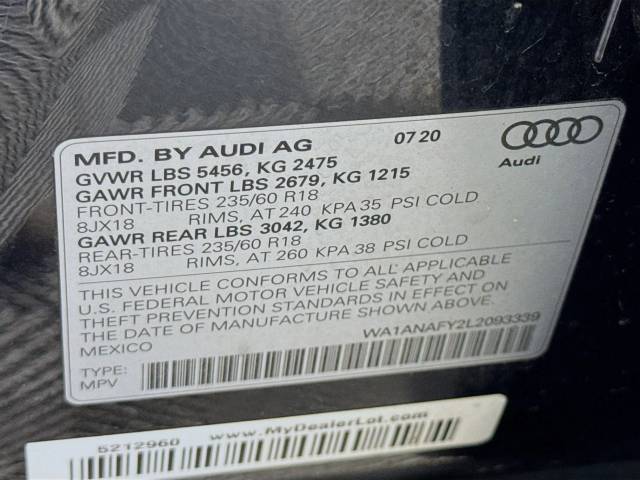 MFD. BY AUDI AG 07 20
GVWR LBS 5456, KG 2475
GAWR FRONT LBS 2679, KG 1215
FRONT-TIRES 235/60 R18
8JX18 RIMS, AT 240 KPA 35 PSI COLD
GAWR REAR LBS 3042, KG 1380
REAR-TIRES 235/60 R18
8JX18 RIMS, AT 260 KPA 38 PSI COLD
Audi
THIS VEHICLE CONFORMS TO ALL APPLICABLE
U.S. FEDERAL MOTOR VEHICLE SAFETY AND
THEFT PREVENTION STANDARDS IN EFFECT ON
THE DATE OF MANUFACTURE SHOWN ABOVE.
MEXICO WA1ANAFY2L2093339
TYPE:
MPV
5212960 www.MyDealerLot.com